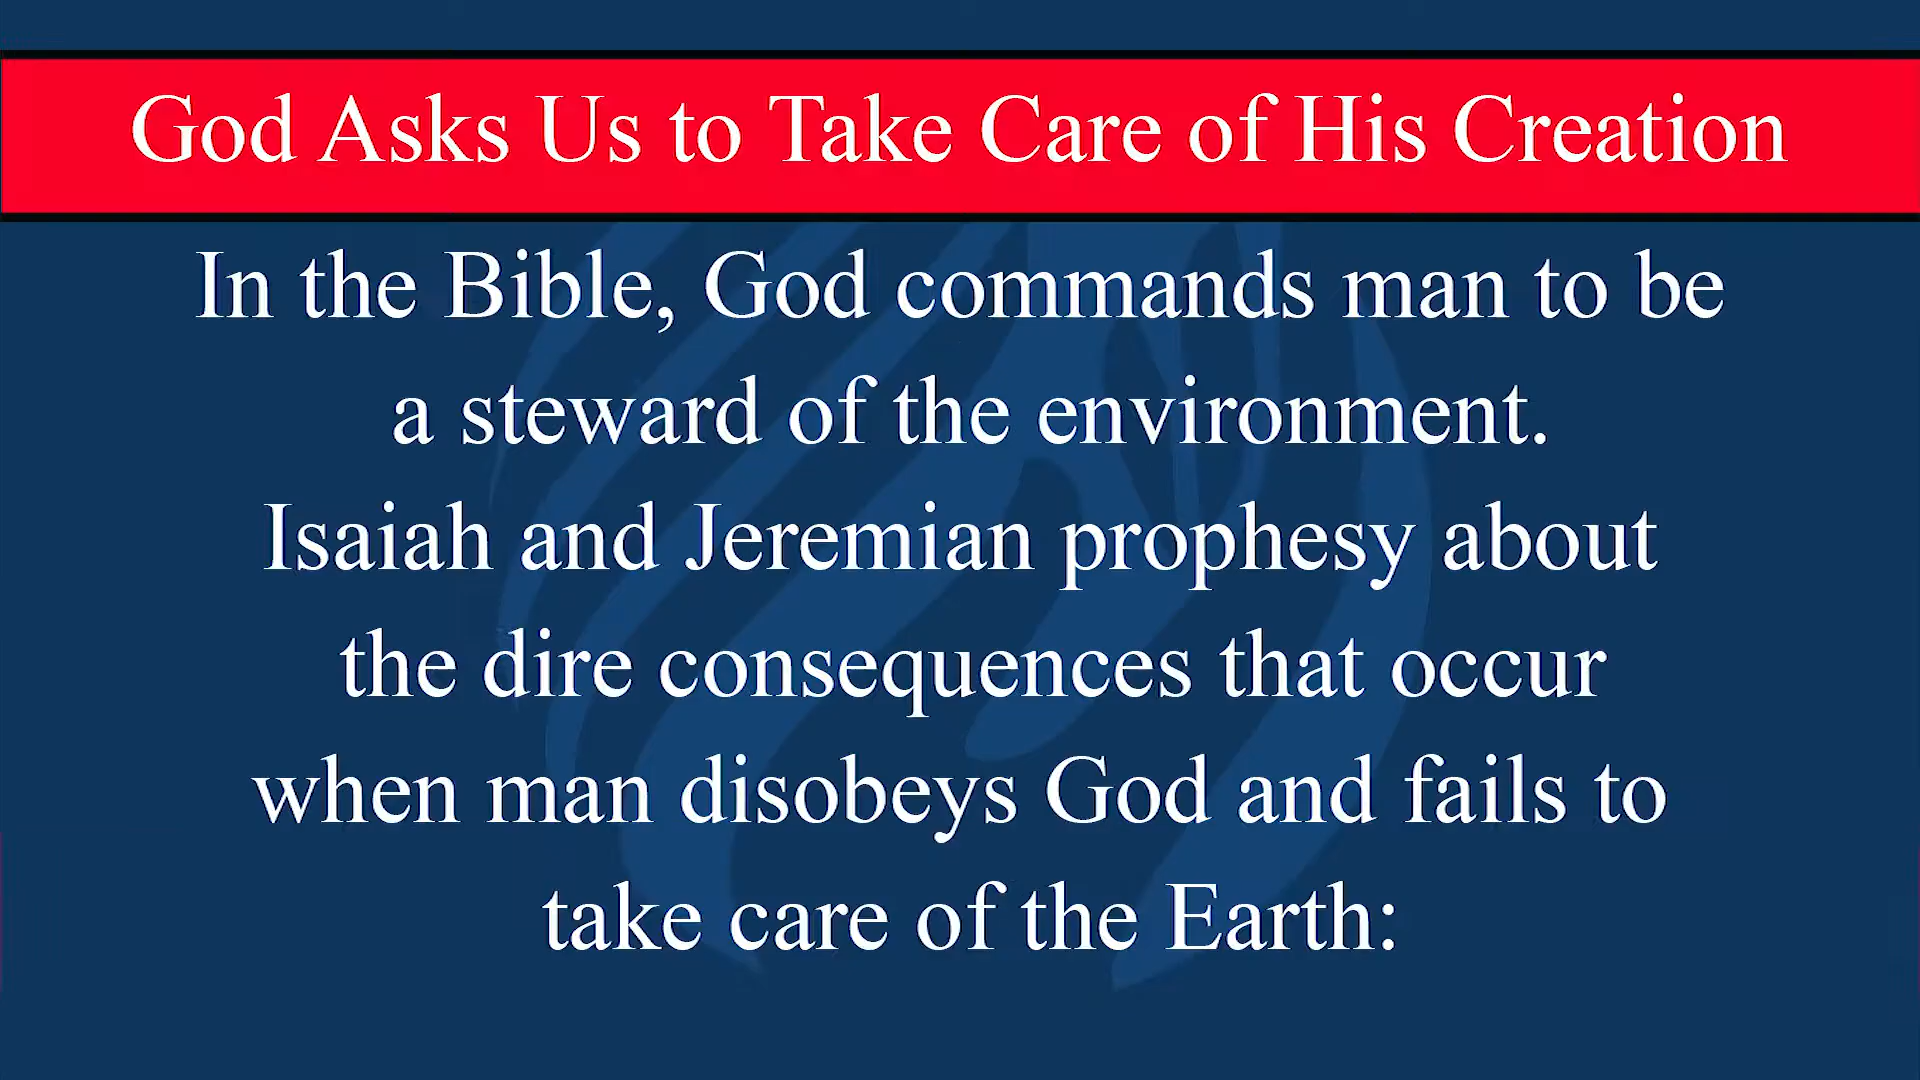 God Asks Us to Take Care of His Creation
In the Bible, God commands man to be
a steward of the environment.
Isaiah and Jeremian prophesy about
the dire consequences that occur
when man disobeys God and fails to
take care of the Earth: